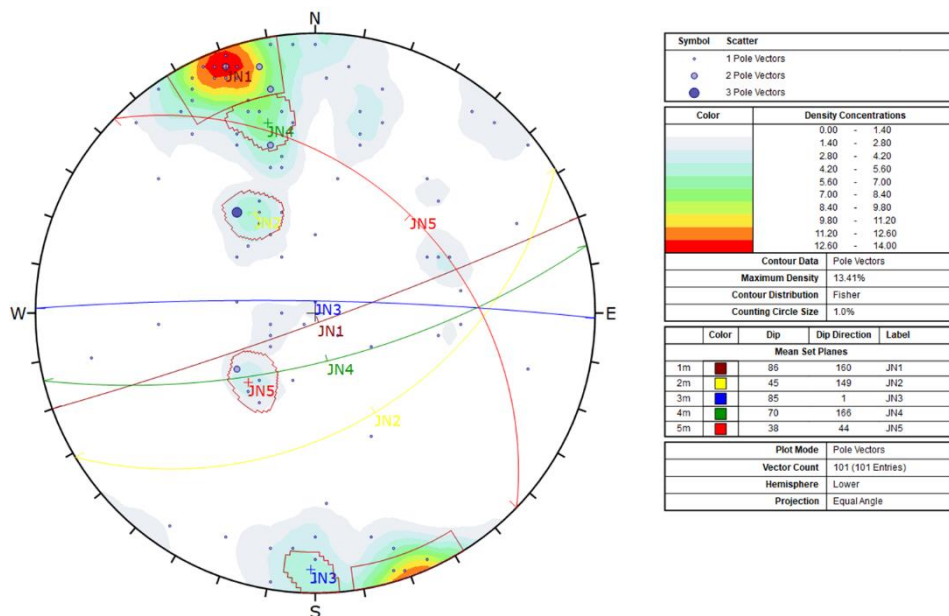 N
JN1
JN4
JN2
JN5
W
JN3
E
JN1
JN4
JN5
JN2
JN3
S
Symbol Scatter
1 Pole Vectors
2 Pole Vectors
3 Pole Vectors
Color Density Concentrations
0.00 - 1.40
1.40 - 2.80
2.80 - 4.20
4.20 - 5.60
5.60 - 7.00
7.00 - 8.40
8.40 - 9.80
9.80 - 11.20
11.20 - 12.60
12.60 - 14.00
Contour Data Pole Vectors
Maximum Density 13.41%
Contour Distribution Fisher
Counting Circle Size 1.0%
Color Dip Dip Direction Label
Mean Set Planes
1m 86 160 JN1
2m 45 149 JN2
3m 85 1 JN3
4m 70 166 JN4
5m 38 44 JN5
Plot Mode Pole Vectors
Vector Count 101 (101 Entries)
Hemisphere Lower
Projection Equal Angle